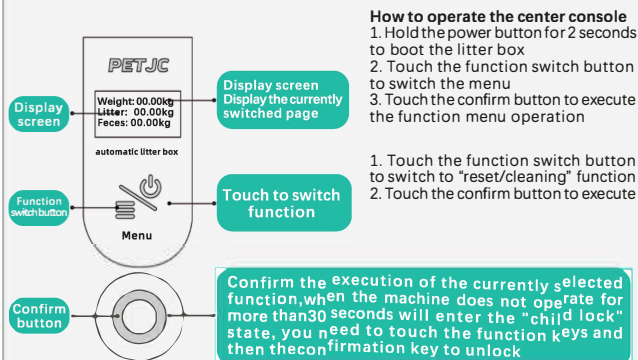 How to operate the center console
1. Hold the power button for 2 seconds
to boot the litter box
2. Touch the function switch button
to switch the menu
3. Touch the confirm button to execute
the function menu operation
1. Touch the function switch button
to switch to “reset/cleaning” function
2. Touch the confirm button to execute
PETJC
Display
screen
Weight: 00.00kg
Litter: 00.00kg
Feces: 00.00kg
Display screen
Display the currently
switched page
automatic litter box
Function
switch button
Menu
Touch to switch
function
Confirm
button
Confirm the execution of the currently selected
function,when the machine does not operate for
more than30 seconds will enter the "child lock"
state, you need to touch the function keys and
then theconfirmation key to unlock